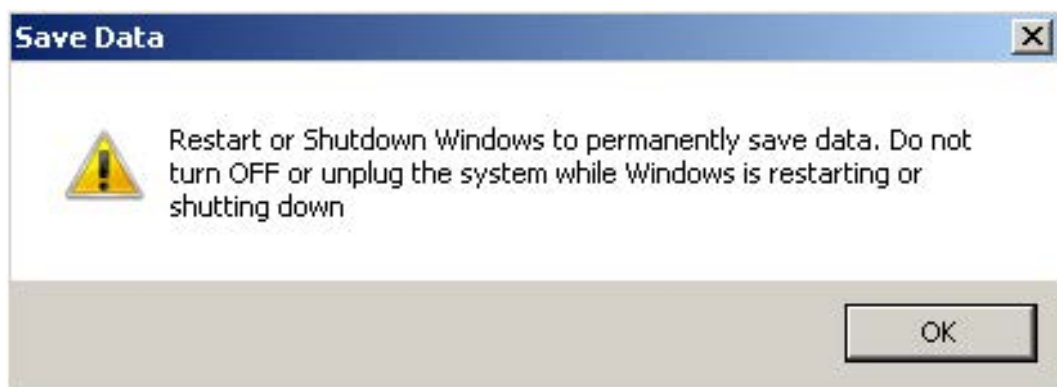 Save Data
Restart or Shutdown Windows to permanently save data. Do not
turn OFF or unplug the system while Windows is restarting or
shutting down
OK